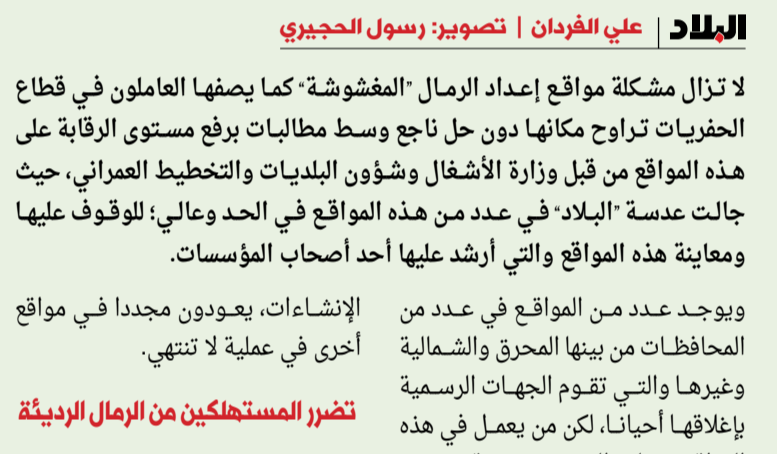 البلاد | علي الفردان | تصوير: رسول الحجيري
لا تزال مشكلة مواقع إعداد الرمال ”المغشوشة“ كما يصفها العاملون في قطاع
الحفريات تراوح مكانها دون حل ناجع وسط مطالبات برفع مستوى الرقابة على
هذه المواقع من قبل وزارة الأشغال وشؤون البلديات والتخطيط العمراني، حيث
جالت عدسة ”البلاد“ في عدد من هذه المواقع في الحد وعالي؛ للوقوف عليها
ومعاينة هذه المواقع والتي أرشد عليها أحد أصحاب المؤسسات.
ويوجد عدد من المواقع في عدد من
المحافظات من بينها المحرق والشمالية
وغيرها والتي تقوم الجهات الرسمية
بإغلاقها أحيانا، لكن من يعمل في هذه
الإنشاءات، يعودون مجددا في مواقع
أخرى في عملية لا تنتهي.
تضرر المستهلكين من الرمال الرديئة